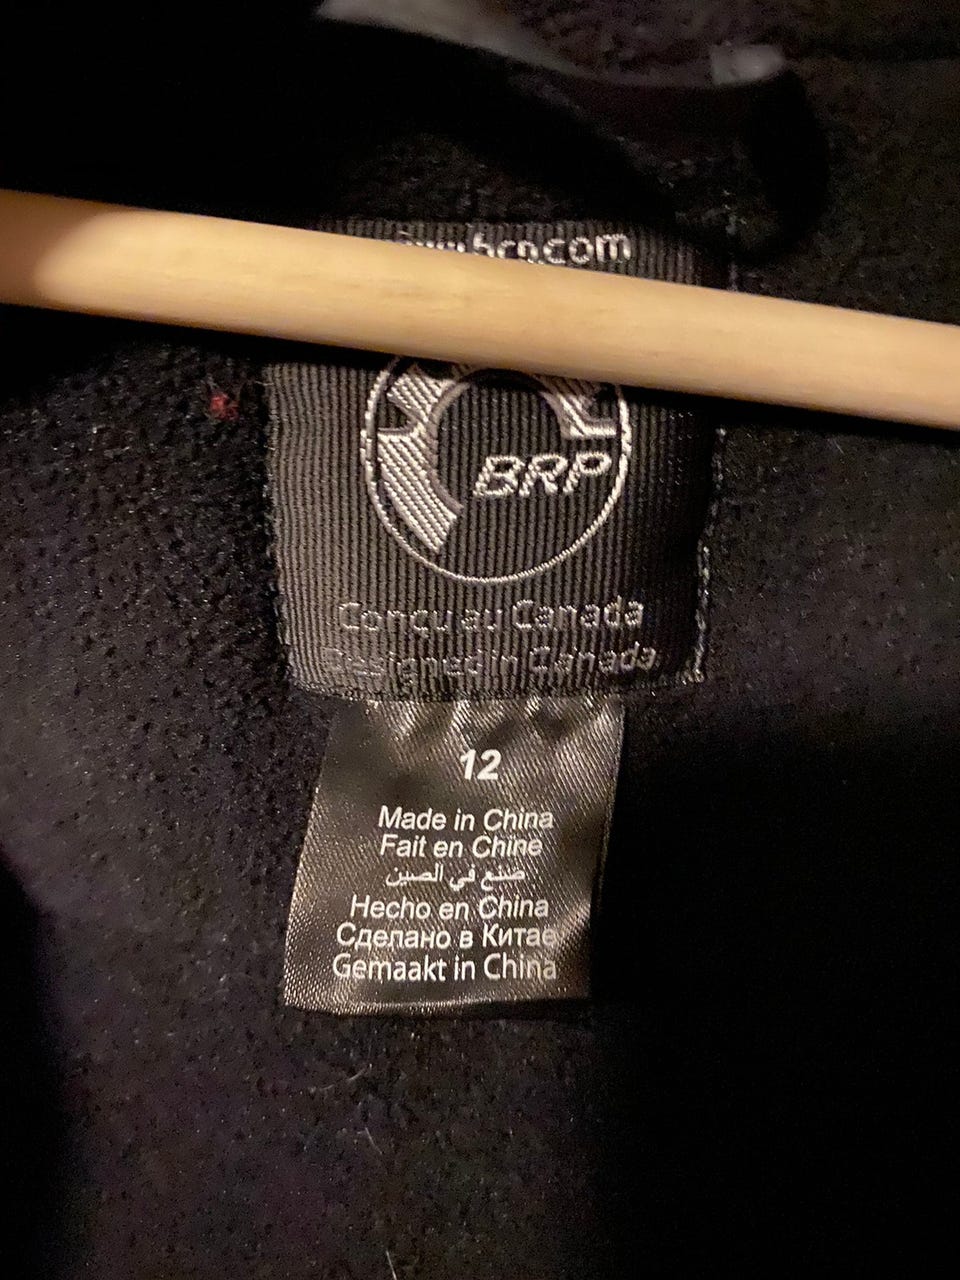 brp.com
BRP
Conçu au Canada
Designed in Canada
12
Made in China
Fait en Chine
صنع في الصين
Hecho en China
Сделано в Китае
Gemaakt in China